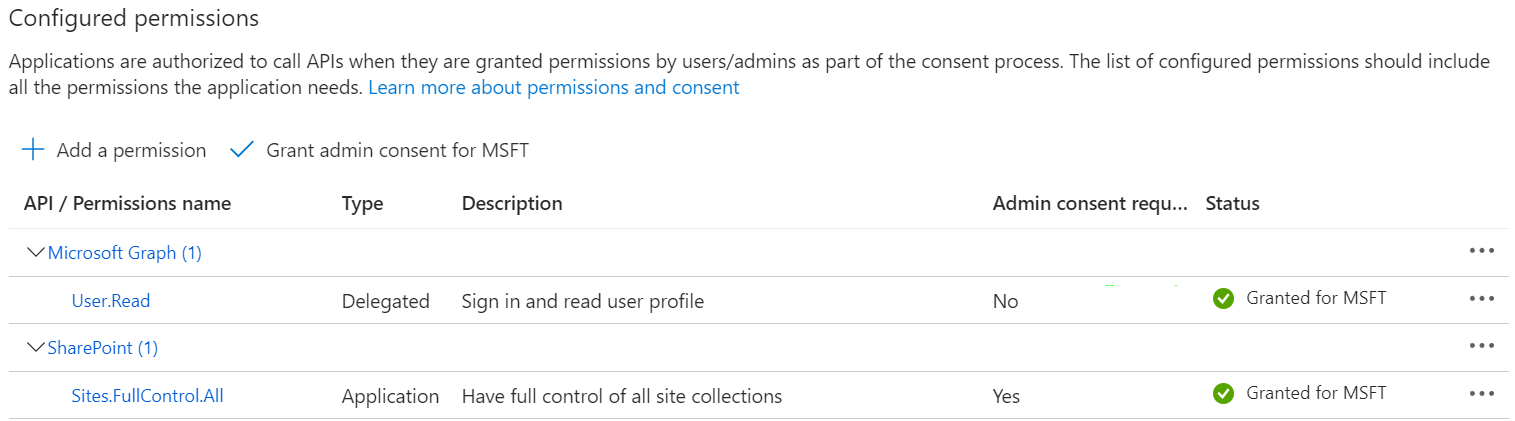 Configured permissions
Applications are authorized to call APIs when they are granted permissions by users/admins as part of the consent process. The list of configured permissions should include
all the permissions the application needs. Learn more about permissions and consent
Add a permission Grant admin consent for MSFT
API / Permissions name Type Description Admin consent requ... Status
Microsoft Graph (1)
User.Read Delegated Sign in and read user profile No Granted for MSFT
SharePoint (1)
Sites.FullControl.All Application Have full control of all site collections Yes Granted for MSFT